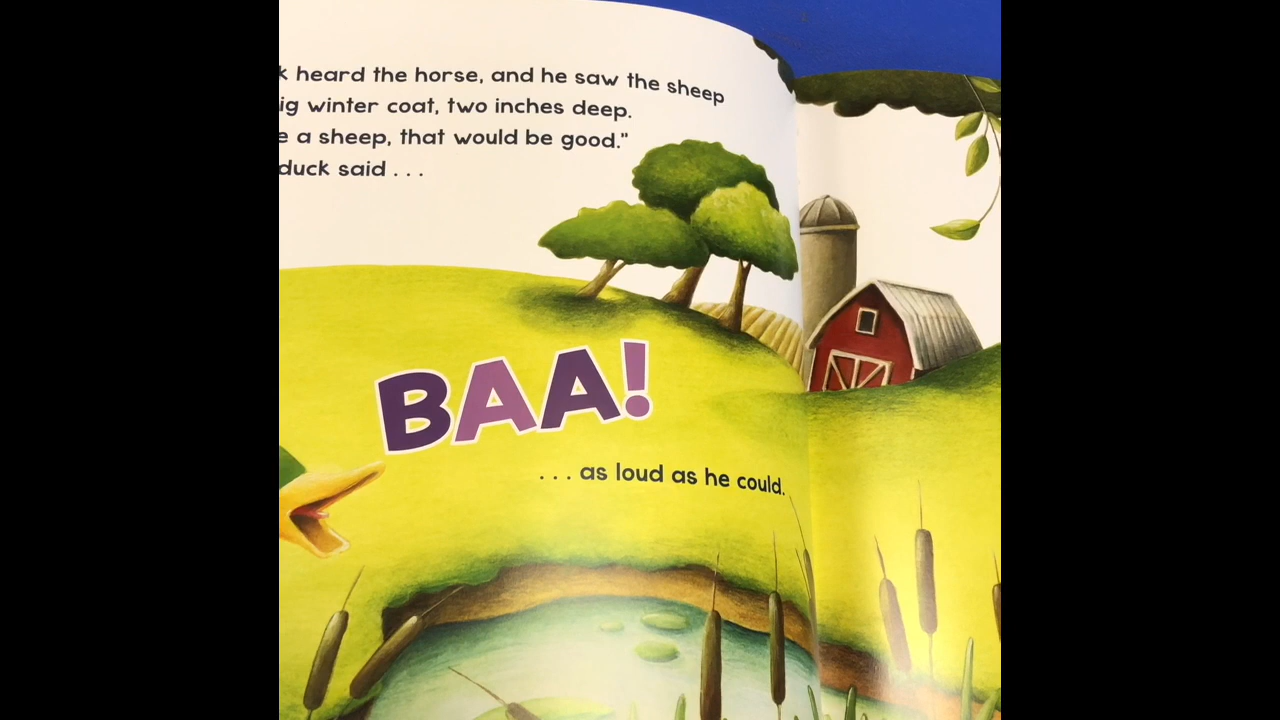 heard the horse, and he saw the sheep
winter coat, two inches deep.
a sheep, that would be good."
duck said . . .
BAA!
. . . as loud as he could.